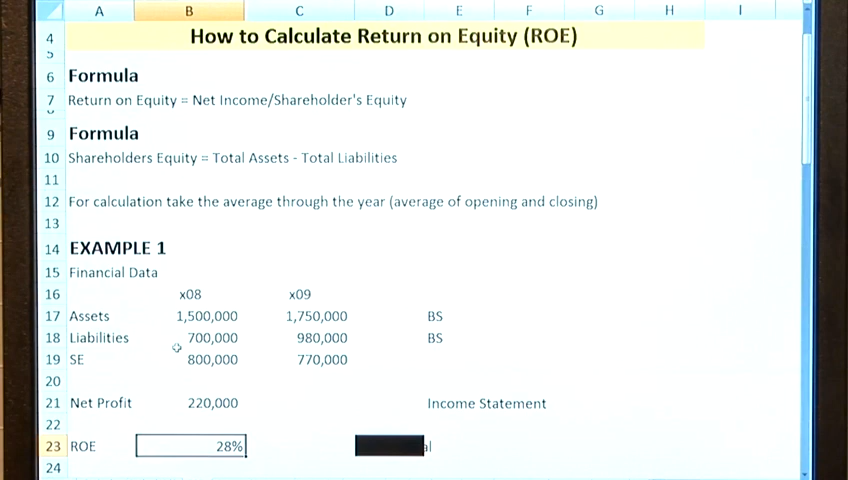 A B C D E F G H I
4 How to Calculate Return on Equity (ROE)
5
6 Formula
7 Return on Equity = Net Income/Shareholder's Equity
9 Formula
10 Shareholders Equity = Total Assets - Total Liabilities
11
12 For calculation take the average through the year (average of opening and closing)
13
14 EXAMPLE 1
15 Financial Data
16 x08 x09
17 Assets 1,500,000 1,750,000 BS
18 Liabilities 700,000 980,000 BS
19 SE 800,000 770,000
20
21 Net Profit 220,000 Income Statement
22
23 ROE 28%
24